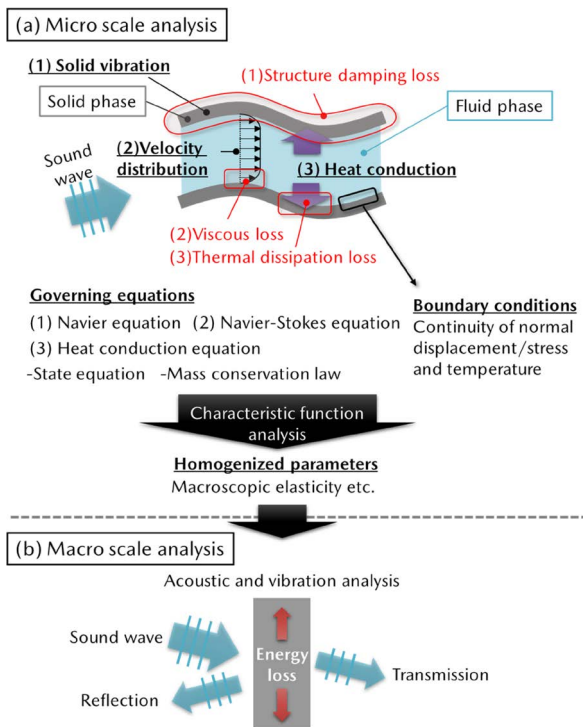 (a) Micro scale analysis
(1) Solid vibration
(1)Structure damping loss
Solid phase
Fluid phase
Sound
wave
(2)Velocity
distribution
(3) Heat conduction
(2)Viscous loss
(3)Thermal dissipation loss
Governing equations
(1) Navier equation (2) Navier-Stokes equation
(3) Heat conduction equation
-State equation -Mass conservation law
Boundary conditions
Continuity of normal
displacement/stress
and temperature
Characteristic function
analysis
Homogenized parameters
Macroscopic elasticity etc.
(b) Macro scale analysis
Acoustic and vibration analysis
Sound wave
Energy
loss
Transmission
Reflection